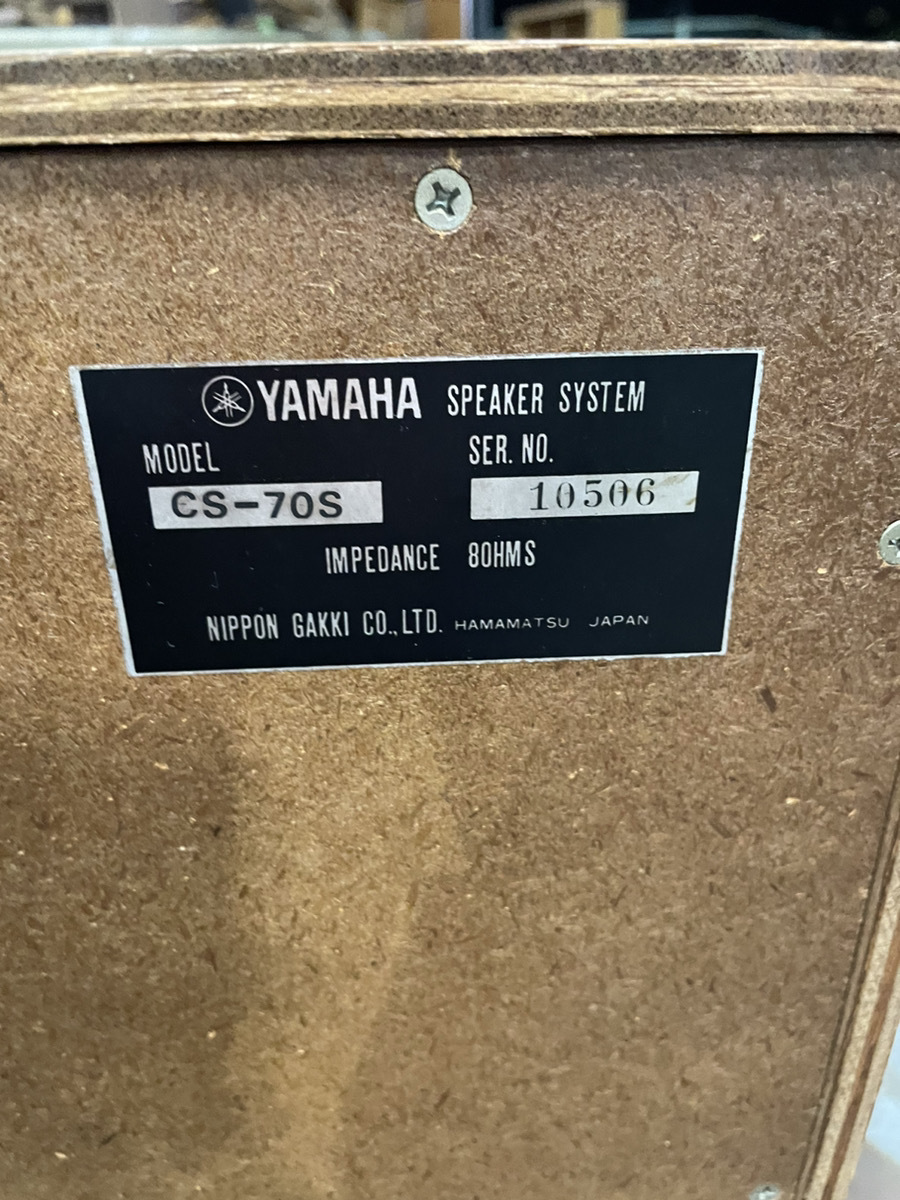 YAMAHA SPEAKER SYSTEM
MODEL SER. NO.
CS-70S 10506
IMPEDANCE 8OHMS
NIPPON GAKKI CO.,LTD. HAMAMATSU JAPAN